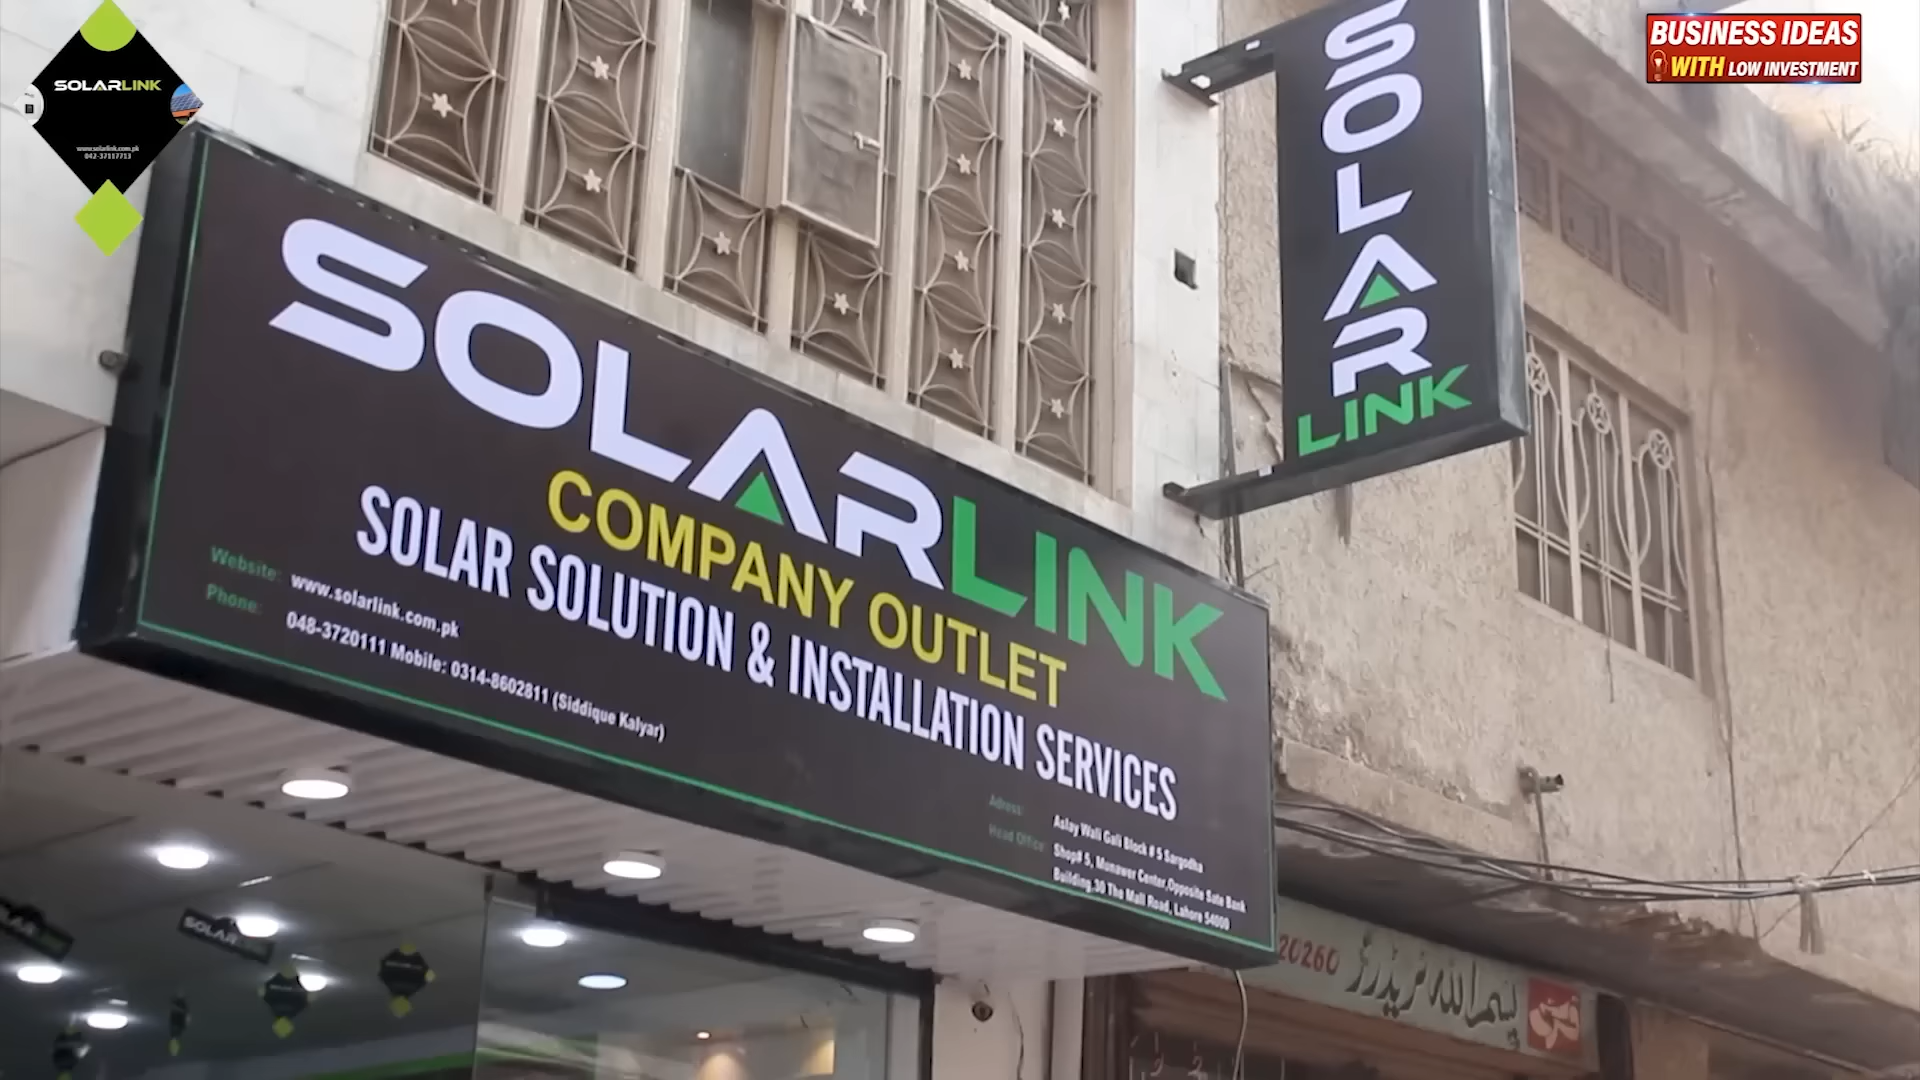 SOLARLINK
www.solarlink.com.pk
042-37117713
BUSINESS IDEAS
WITH LOW INVESTMENT
SOLAR
LINK
SOLARLINK
COMPANY OUTLET
SOLAR SOLUTION & INSTALLATION SERVICES
Website: www.solarlink.com.pk
Phone: 048-3720111 Mobile: 0314-8602811 (Siddique Kalyar)
Adress: Aslay Wali Gali Block # 5 Sargodha
Head Office: Shop# 5, Munawer Center,Opposite Sate Bank
Building,30 The Mall Road, Lahore 54000
SOLAR
20260
بسم اللہ ٹریڈرز